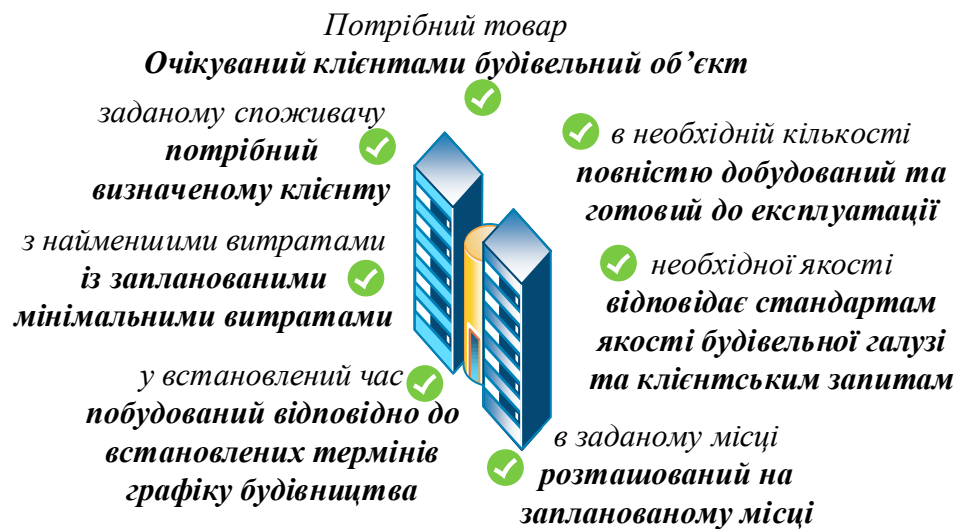 Потрібний товар
Очікуваний клієнтами будівельний об’єкт
заданому споживачу
потрібний
визначеному клієнту
в необхідній кількості
повністю добудований та
готовий до експлуатації
з найменшими витратами
із запланованими
мінімальними витратами
необхідної якості
відповідає стандартам
якості будівельної галузі
та клієнтським запитам
у встановлений час
побудований відповідно до
встановлених термінів
графіку будівництва
в заданому місці
розташований на
запланованому місці